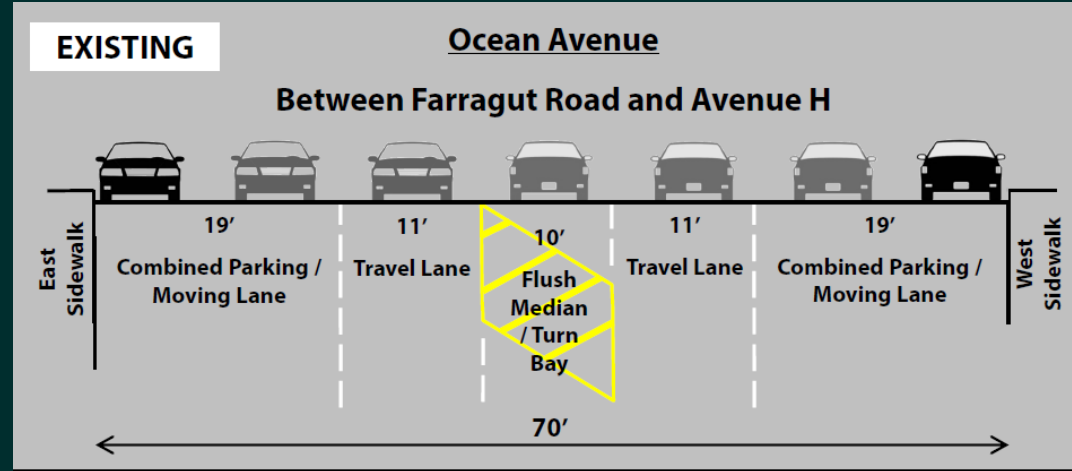 EXISTING
Ocean Avenue
Between Farragut Road and Avenue H
East
Sidewalk
19’
Combined Parking /
Moving Lane
11’
Travel Lane
10’
Flush
Median
/ Turn
Bay
11’
Travel Lane
19’
Combined Parking /
Moving Lane
West
Sidewalk
70’